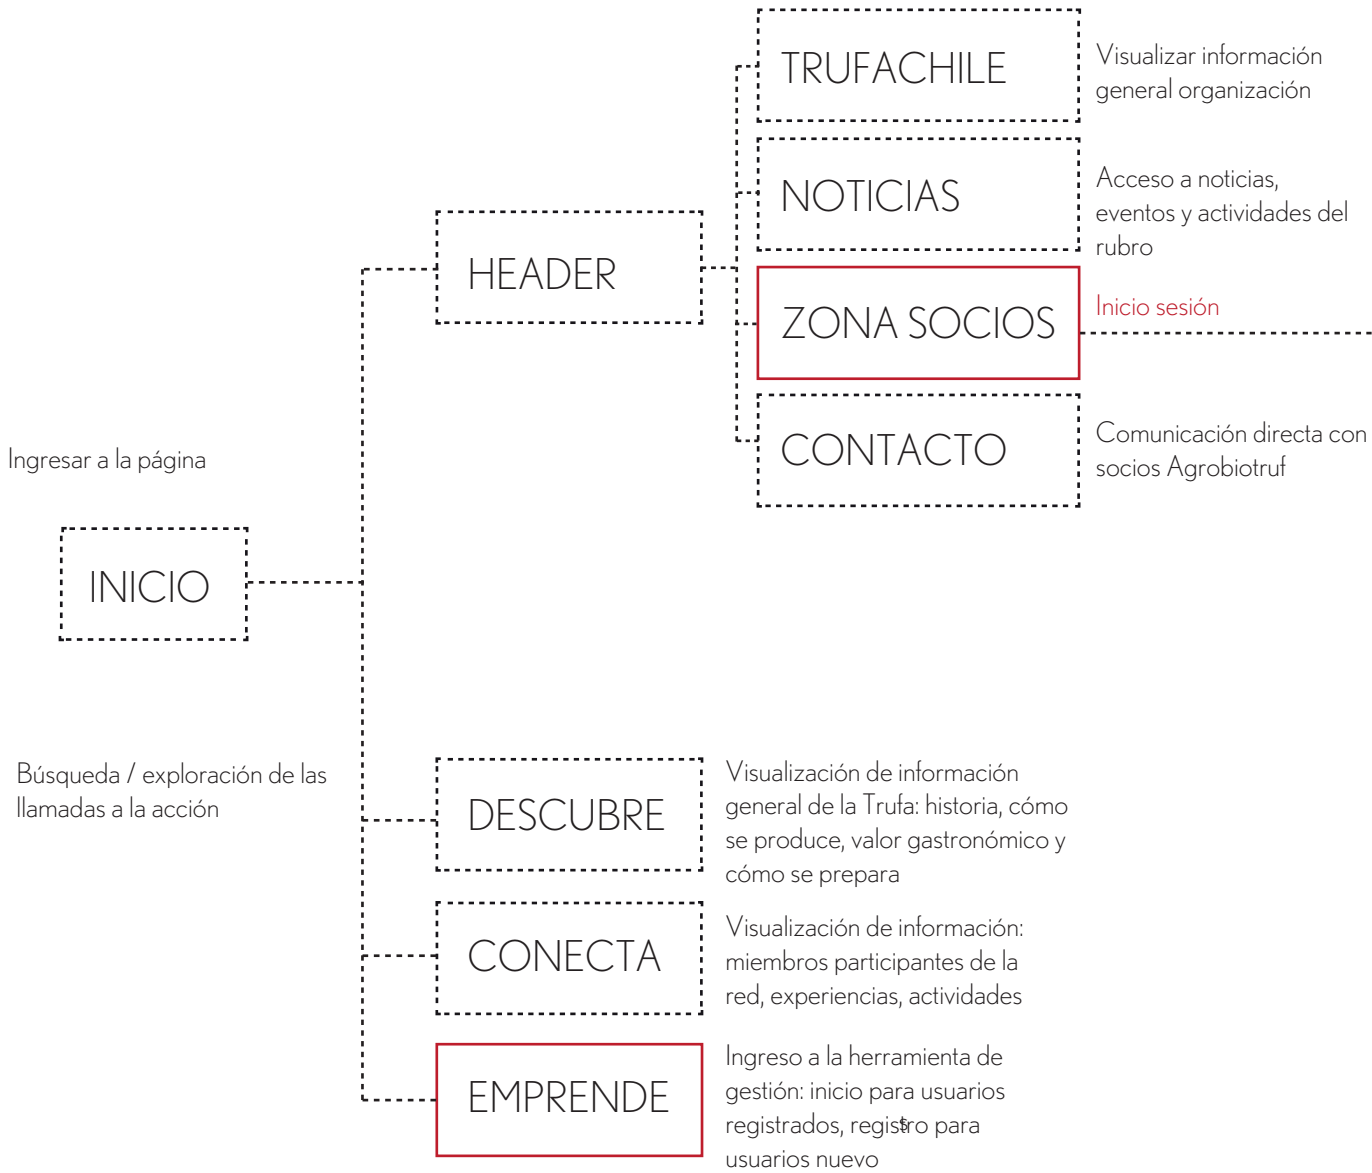 TRUFACHILE
Visualizar información
general organización
NOTICIAS
Acceso a noticias,
eventos y actividades del
rubro
HEADER
ZONA SOCIOS
Inicio sesión
CONTACTO
Comunicación directa con
socios Agrobiotruf
Ingresar a la página
INICIO
Búsqueda / exploración de las
llamadas a la acción
DESCUBRE
Visualización de información
general de la Trufa: historia, cómo
se produce, valor gastronómico y
cómo se prepara
CONECTA
Visualización de información:
miembros participantes de la
red, experiencias, actividades
EMPRENDE
Ingreso a la herramienta de
gestión: inicio para usuarios
registrados, registro para
usuarios nuevo